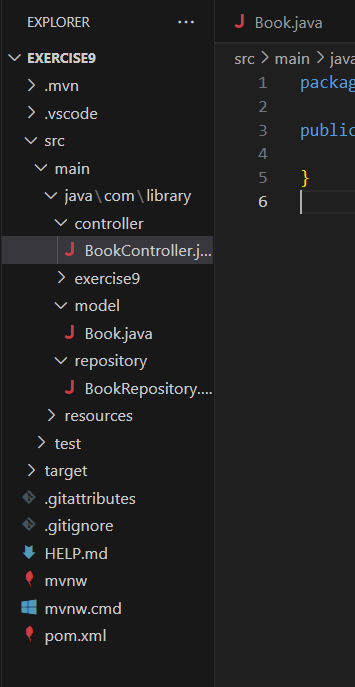 EXPLORER ···
EXERCISE9
.mvn
.vscode
src
main
java\com\library
controller
BookController.j...
exercise9
model
Book.java
repository
BookRepository....
resources
test
target
.gitattributes
.gitignore
HELP.md
mvnw
mvnw.cmd
pom.xml
Book.java
src > main > java
1 packag
2
3 public
4
5 }
6